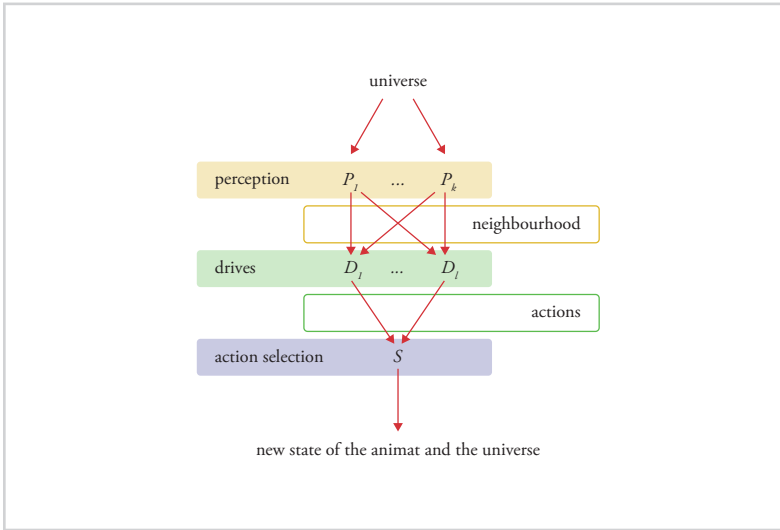 universe
perception P1 ... Pk
neighbourhood
drives D1 ... Dl
actions
action selection S
new state of the animat and the universe